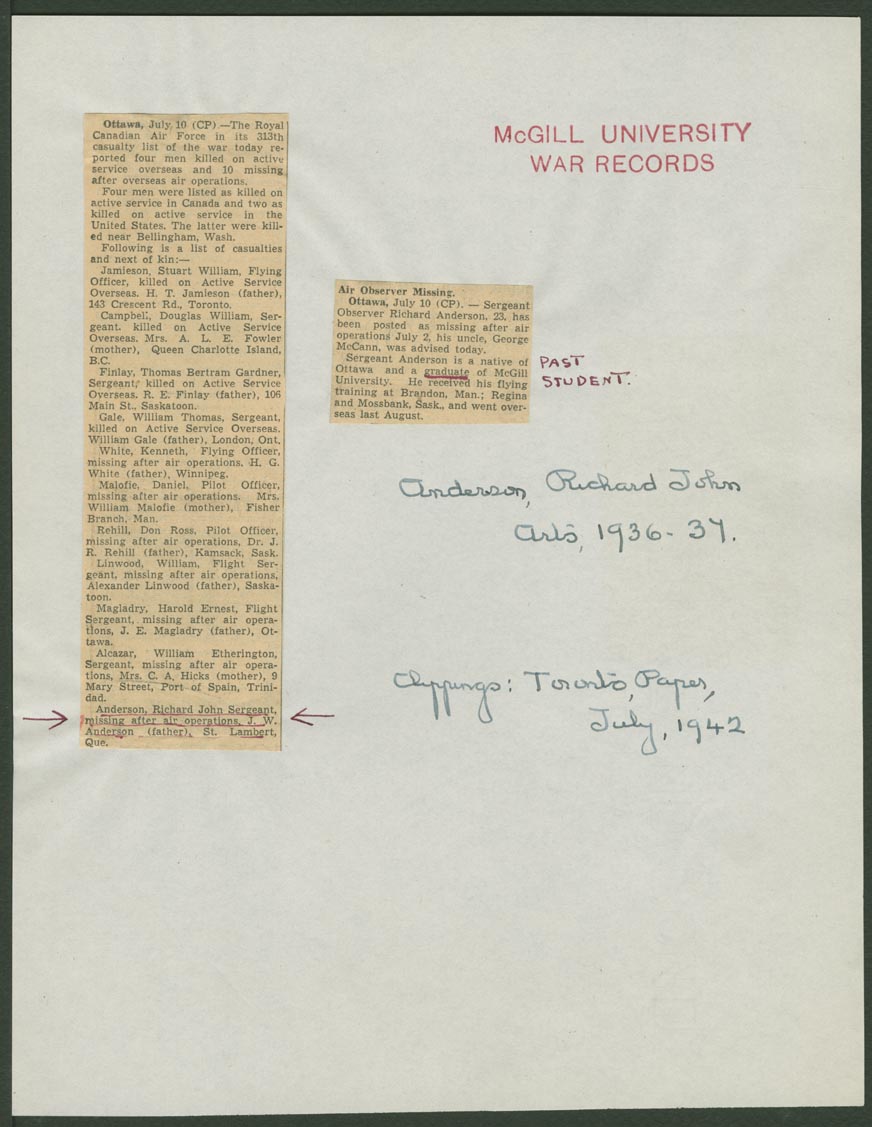 McGILL UNIVERSITY
WAR RECORDS
Ottawa, July 10 (CP).—The Royal
Canadian Air Force in its 313th
casualty list of the war today re-
ported four men killed on active
service overseas and 10 missing
after overseas air operations.
Four men were listed as killed on
active service in Canada and two as
killed on active service in the
United States. The latter were kill-
ed near Bellingham, Wash.
Following is a list of casualties
and next of kin:—
Jamieson, Stuart William, Flying
Officer, killed on Active Service
Overseas. H. T. Jamieson (father),
143 Crescent Rd., Toronto.
Campbell, Douglas William, Ser-
geant. killed on Active Service
Overseas. Mrs. A. L. E. Fowler
(mother), Queen Charlotte Island,
B.C.
Finlay, Thomas Bertram Gardner,
Sergeant, killed on Active Service
Overseas. R. E. Finlay (father), 106
Main St., Saskatoon.
Gale, William Thomas, Sergeant,
killed on Active Service Overseas.
William Gale (father), London, Ont.
White, Kenneth, Flying Officer,
missing after air operations. H. G.
White (father), Winnipeg.
Malofie, Daniel, Pilot Officer,
missing after air operations. Mrs.
William Malofie (mother), Fisher
Branch, Man.
Rehill, Don Ross, Pilot Officer,
missing after air operations, Dr. J.
R. Rehill (father), Kamsack, Sask.
Linwood, William, Flight Ser-
geant, missing after air operations,
Alexander Linwood (father), Saska-
toon.
Magladry, Harold Ernest, Flight
Sergeant, missing after air opera-
tions, J. E. Magladry (father), Ot-
tawa.
Alcazar, William Etherington,
Sergeant, missing after air opera-
tions, Mrs. C. A. Hicks (mother), 9
Mary Street, Port of Spain, Trini-
dad.
Anderson, Richard John Sergeant,
missing after air operations, J. W.
Anderson (father), St. Lambert,
Que.
Air Observer Missing.
Ottawa, July 10 (CP). — Sergeant
Observer Richard Anderson, 23, has
been posted as missing after air
operations July 2, his uncle, George
McCann, was advised today.
Sergeant Anderson is a native of
Ottawa and a graduate of McGill
University. He received his flying
training at Brandon, Man.; Regina
and Mossbank, Sask., and went over-
seas last August.
PAST
STUDENT.
Anderson, Richard John
Arts, 1936-37.
Clippings: Toronto, Paper,
July, 1942